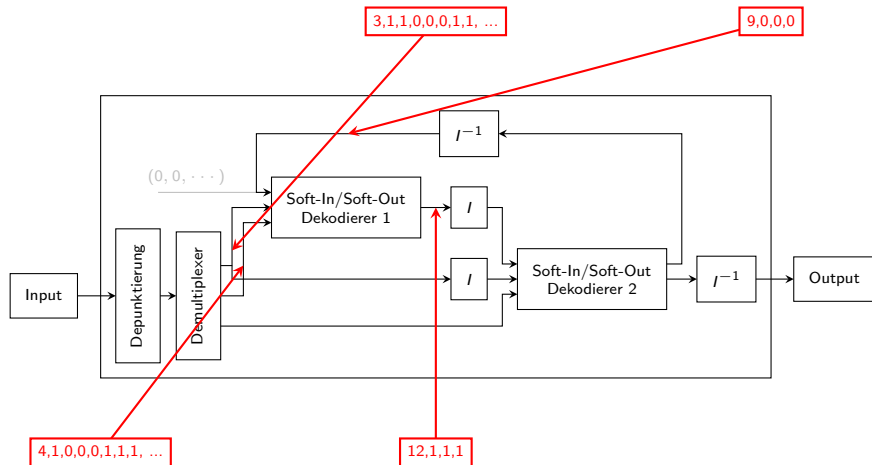 3,1,1,0,0,0,1,1, ...
9,0,0,0
I⁻¹
(0, 0, · · · )
Soft-In/Soft-Out
Dekodierer 1
I
Depunktierung
Demultiplexer
Input
I
Soft-In/Soft-Out
Dekodierer 2
I⁻¹
Output
4,1,0,0,0,1,1,1, ...
12,1,1,1